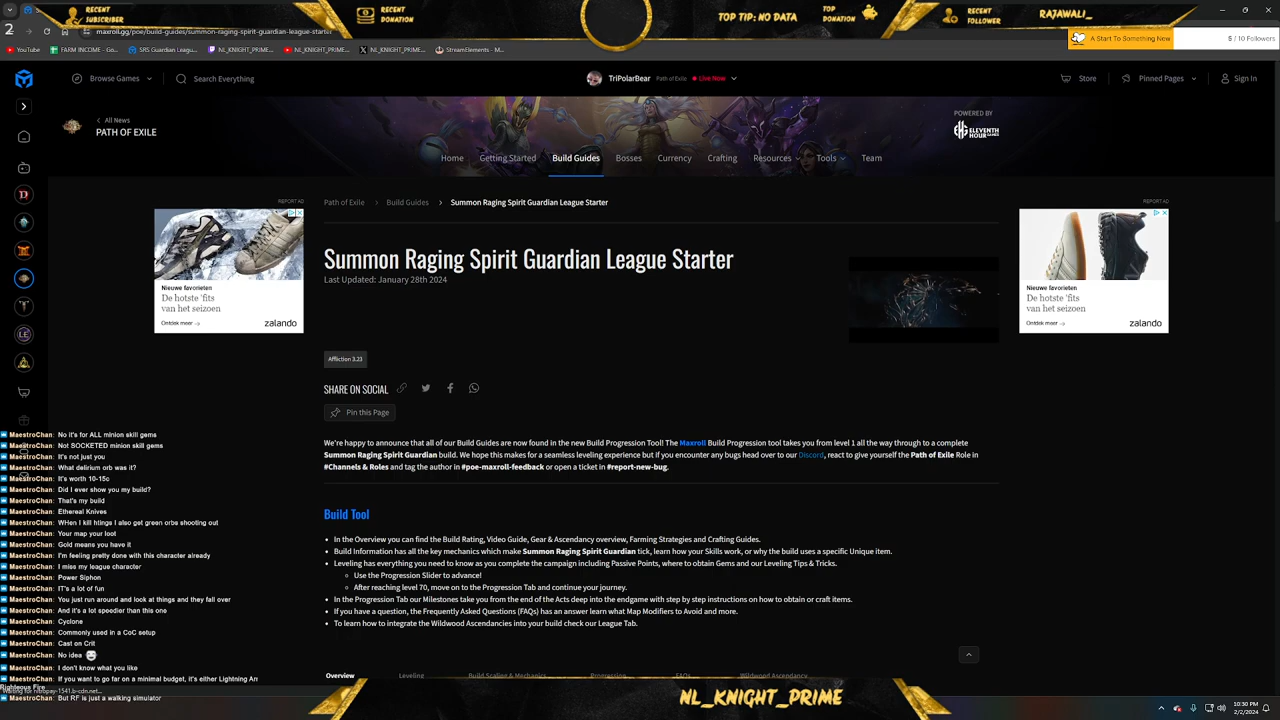 RECENT
SUBSCRIBER
RECENT
DONATION
TOP TIP: NO DATA
TOP
DONATION
RECENT
FOLLOWER
RAJAWALI_
maxroll.gg/poe/build-guides/summon-raging-spirit-guardian-league-starter
YouTube
FARM INCOME - Go...
SRS Guardian Leagu...
NL_KNIGHT_PRIME...
NL_KNIGHT_PRIME...
NL_KNIGHT_PRIME...
StreamElements - M...
A Start To Something New
5 / 10 Followers
Browse Games
Search Everything
TriPolarBear
Path of Exile
Live Now
Store
Pinned Pages
Sign In
All News
PATH OF EXILE
POWERED BY
ELEVENTH
HOUR GAMES
Home
Getting Started
Build Guides
Bosses
Currency
Crafting
Resources
Tools
Team
REPORT AD
Nieuwe favorieten
De hotste 'fits
van het seizoen
Ontdek meer
zalando
Path of Exile
Build Guides
Summon Raging Spirit Guardian League Starter
Summon Raging Spirit Guardian League Starter
Last Updated: January 28th 2024
REPORT AD
Nieuwe favorieten
De hotste 'fits
van het seizoen
Ontdek meer
zalando
Affliction 3.23
SHARE ON SOCIAL
Pin this Page
We're happy to announce that all of our Build Guides are now found in the new Build Progression Tool! The Maxroll Build Progression tool takes you from level 1 all the way through to a complete
Summon Raging Spirit Guardian build. We hope this makes for a seamless leveling experience but if you encounter any bugs head over to our Discord, react to give yourself the Path of Exile Role in
#Channels & Roles and tag the author in #poe-maxroll-feedback or open a ticket in #report-new-bug.
Build Tool
In the Overview you can find the Build Rating, Video Guide, Gear & Ascendancy overview, Farming Strategies and Crafting Guides.
Build Information has all the key mechanics which make Summon Raging Spirit Guardian tick, learn how your Skills work, or why the build uses a specific Unique item.
Leveling has everything you need to know as you complete the campaign including Passive Points, where to obtain Gems and our Leveling Tips & Tricks.
Use the Progression Slider to advance!
After reaching level 70, move on to the Progression Tab and continue your journey.
In the Progression Tab our Milestones take you from the end of the Acts deep into the endgame with step by step instructions on how to obtain or craft items.
If you have a question, the Frequently Asked Questions (FAQs) has an answer learn what Map Modifiers to Avoid and more.
To learn how to integrate the Wildwood Ascendancies into your build check our League Tab.
Overview
Leveling
Build Scaling & Mechanics
Progression
FAQs
Wildwood Ascendancy
MaestroChan: No it's for ALL minion skill gems
MaestroChan: Not SOCKETED minion skill gems
MaestroChan: It's not just you
MaestroChan: What delirium orb was it?
MaestroChan: It's worth 10-15c
MaestroChan: Did I ever show you my build?
MaestroChan: That's my build
MaestroChan: Ethereal Knives
MaestroChan: WHen I kill htings I also get green orbs shooting out
MaestroChan: Your map your loot
MaestroChan: Gold means you have it
MaestroChan: I'm feeling pretty done with this character already
MaestroChan: I miss my league character
MaestroChan: Power Siphon
MaestroChan: IT's a lot of fun
MaestroChan: You just run around and look at things and they fall over
MaestroChan: And it's a lot speedier than this one
MaestroChan: Cyclone
MaestroChan: Commonly used in a CoC setup
MaestroChan: Cast on Crit
MaestroChan: No idea
MaestroChan: I don't know what you like
MaestroChan: If you want to go far on a minimal budget, it's either Lightning Arr
Righteous Fire
MaestroChan: But RF is just a walking simulator
NL_KNIGHT_PRIME
10:30 PM
2/2/2024